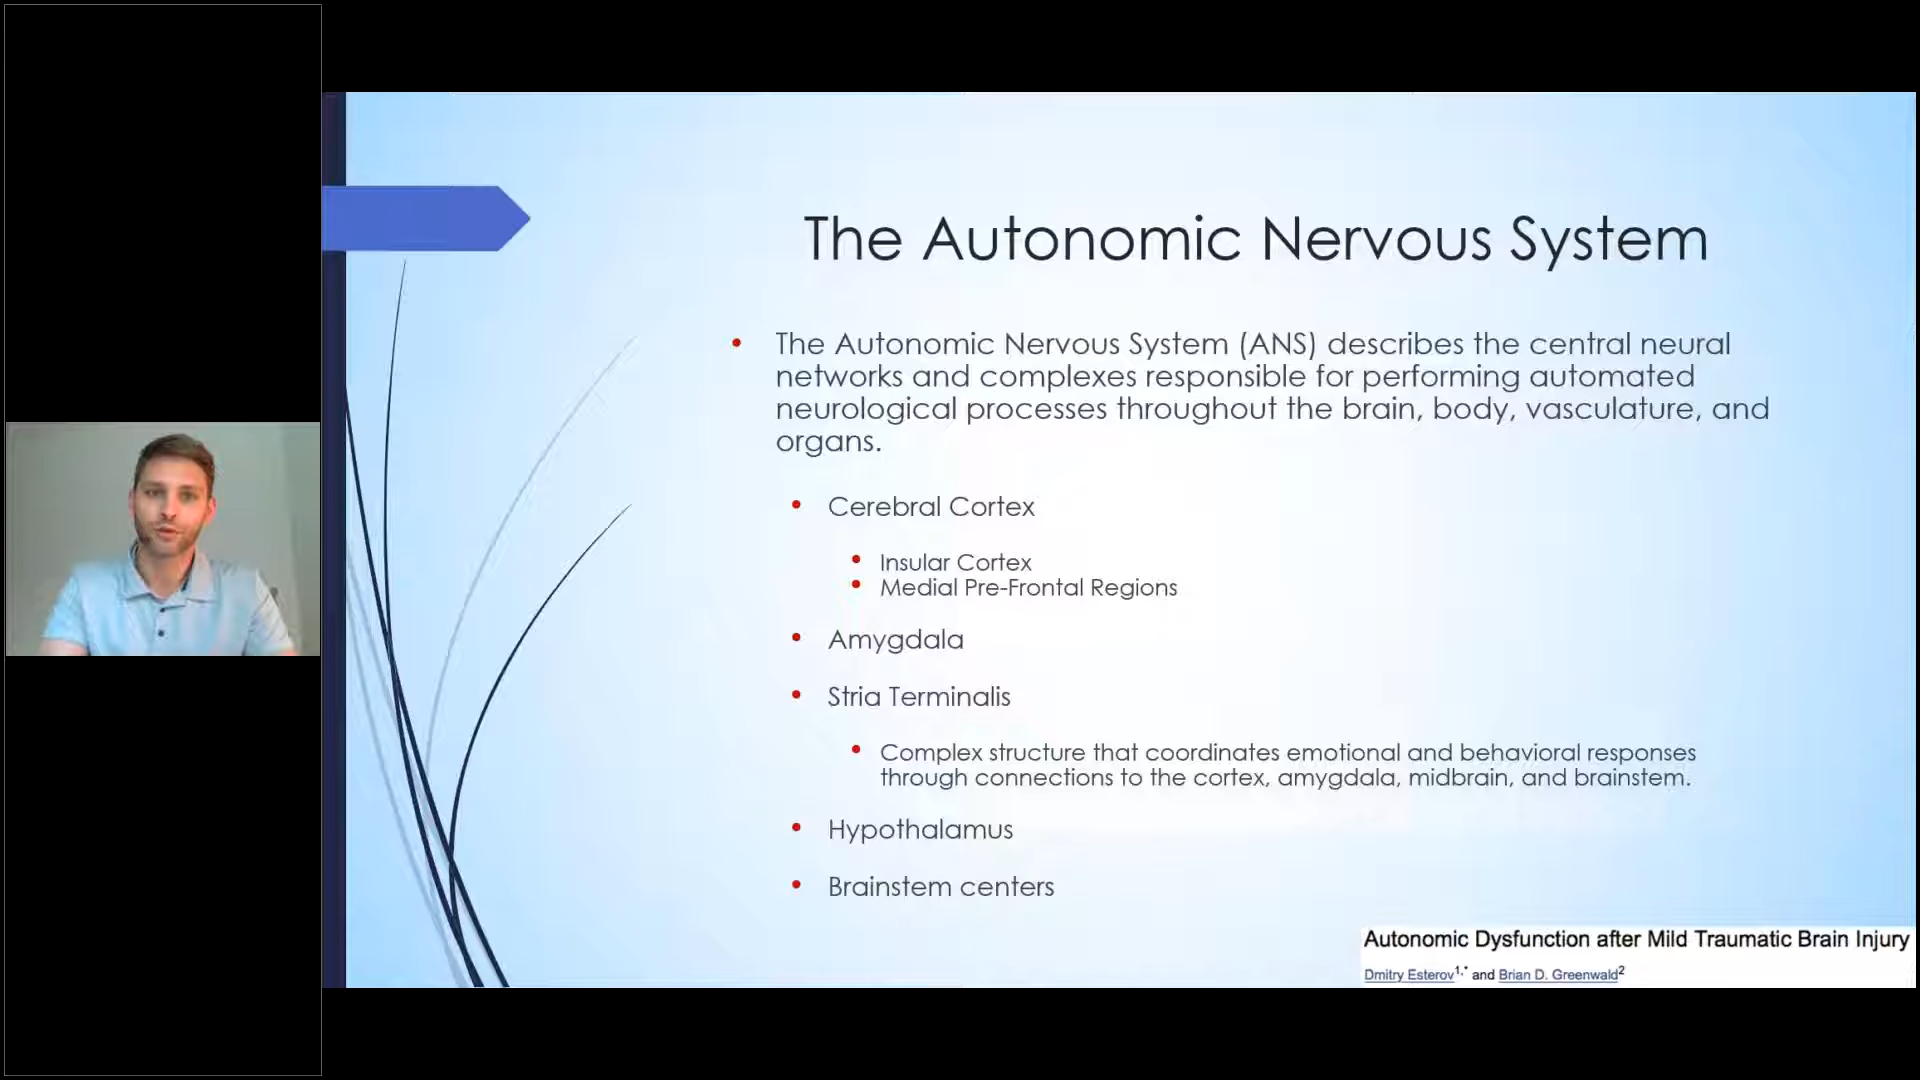 The Autonomic Nervous System
• The Autonomic Nervous System (ANS) describes the central neural
networks and complexes responsible for performing automated
neurological processes throughout the brain, body, vasculature, and
organs.
• Cerebral Cortex
• Insular Cortex
• Medial Pre-Frontal Regions
• Amygdala
• Stria Terminalis
• Complex structure that coordinates emotional and behavioral responses
through connections to the cortex, amygdala, midbrain, and brainstem.
• Hypothalamus
• Brainstem centers
Autonomic Dysfunction after Mild Traumatic Brain Injury
Dmitry Esterov1,* and Brian D. Greenwald2